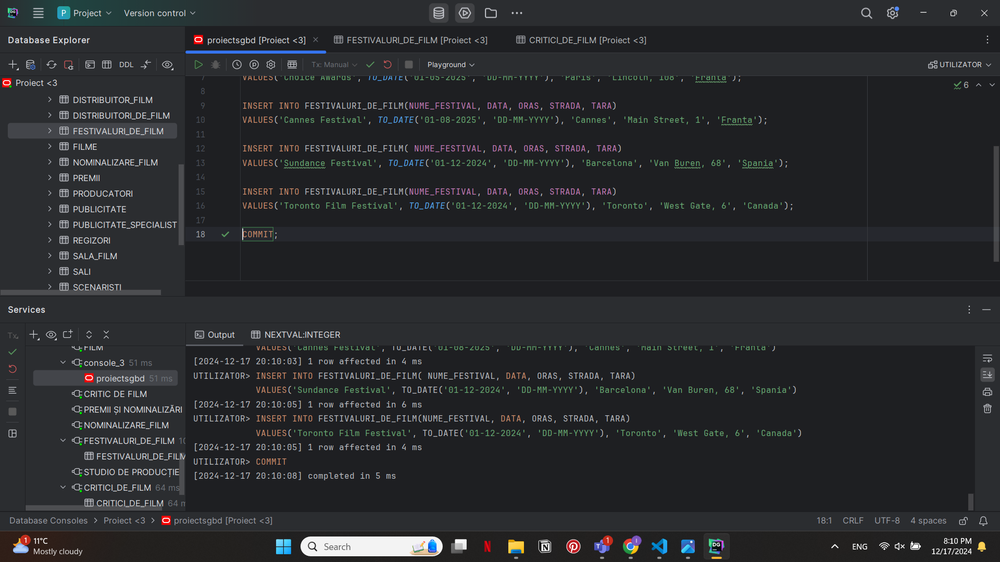 P Project Version control
Database Explorer
proiectsgbd [Proiect <3]
FESTIVALURI_DE_FILM [Proiect <3]
CRITICI_DE_FILM [Proiect <3]
DDL
Tx: Manual
Playground
UTILIZATOR
Proiect <3
DISTRIBUITOR_FILM
DISTRIBUITORI_DE_FILM
FESTIVALURI_DE_FILM
FILME
NOMINALIZARE_FILM
PREMII
PRODUCATORI
PUBLICITATE
PUBLICITATE_SPECIALIST
REGIZORI
SALA_FILM
SALI
SCENARISTI
6
7 VALUES('Choice Awards', TO_DATE('01-05-2025', 'DD-MM-YYYY'), 'Paris', 'Lincoln, 108', 'Franta');
8
9 INSERT INTO FESTIVALURI_DE_FILM(NUME_FESTIVAL, DATA, ORAS, STRADA, TARA)
10 VALUES('Cannes Festival', TO_DATE('01-08-2025', 'DD-MM-YYYY'), 'Cannes', 'Main Street, 1', 'Franta');
11
12 INSERT INTO FESTIVALURI_DE_FILM( NUME_FESTIVAL, DATA, ORAS, STRADA, TARA)
13 VALUES('Sundance Festival', TO_DATE('01-12-2024', 'DD-MM-YYYY'), 'Barcelona', 'Van Buren, 68', 'Spania');
14
15 INSERT INTO FESTIVALURI_DE_FILM(NUME_FESTIVAL, DATA, ORAS, STRADA, TARA)
16 VALUES('Toronto Film Festival', TO_DATE('01-12-2024', 'DD-MM-YYYY'), 'Toronto', 'West Gate, 6', 'Canada');
17
18 COMMIT;
Services
Tx
FILM
console_3 51 ms
proiectsgbd 51 ms
CRITIC DE FILM
PREMII ȘI NOMINALIZĂRI
NOMINALIZARE_FILM
FESTIVALURI_DE_FILM 10
FESTIVALURI_DE_FILM
STUDIO DE PRODUCȚIE
CRITICI_DE_FILM 64 ms
CRITICI_DE_FILM 64 m
Output
NEXTVAL:INTEGER
VALUES('Cannes Festival', TO_DATE('01-08-2025', 'DD-MM-YYYY'), 'Cannes', 'Main Street, 1', 'Franta')
[2024-12-17 20:10:03] 1 row affected in 4 ms
UTILIZATOR> INSERT INTO FESTIVALURI_DE_FILM( NUME_FESTIVAL, DATA, ORAS, STRADA, TARA)
VALUES('Sundance Festival', TO_DATE('01-12-2024', 'DD-MM-YYYY'), 'Barcelona', 'Van Buren, 68', 'Spania')
[2024-12-17 20:10:05] 1 row affected in 6 ms
UTILIZATOR> INSERT INTO FESTIVALURI_DE_FILM(NUME_FESTIVAL, DATA, ORAS, STRADA, TARA)
VALUES('Toronto Film Festival', TO_DATE('01-12-2024', 'DD-MM-YYYY'), 'Toronto', 'West Gate, 6', 'Canada')
[2024-12-17 20:10:05] 1 row affected in 4 ms
UTILIZATOR> COMMIT
[2024-12-17 20:10:08] completed in 5 ms
Database Consoles > Proiect <3 > proiectsgbd [Proiect <3]
18:1 CRLF UTF-8 4 spaces
1 11°C
Mostly cloudy
Search
1
ENG
8:10 PM
12/17/2024